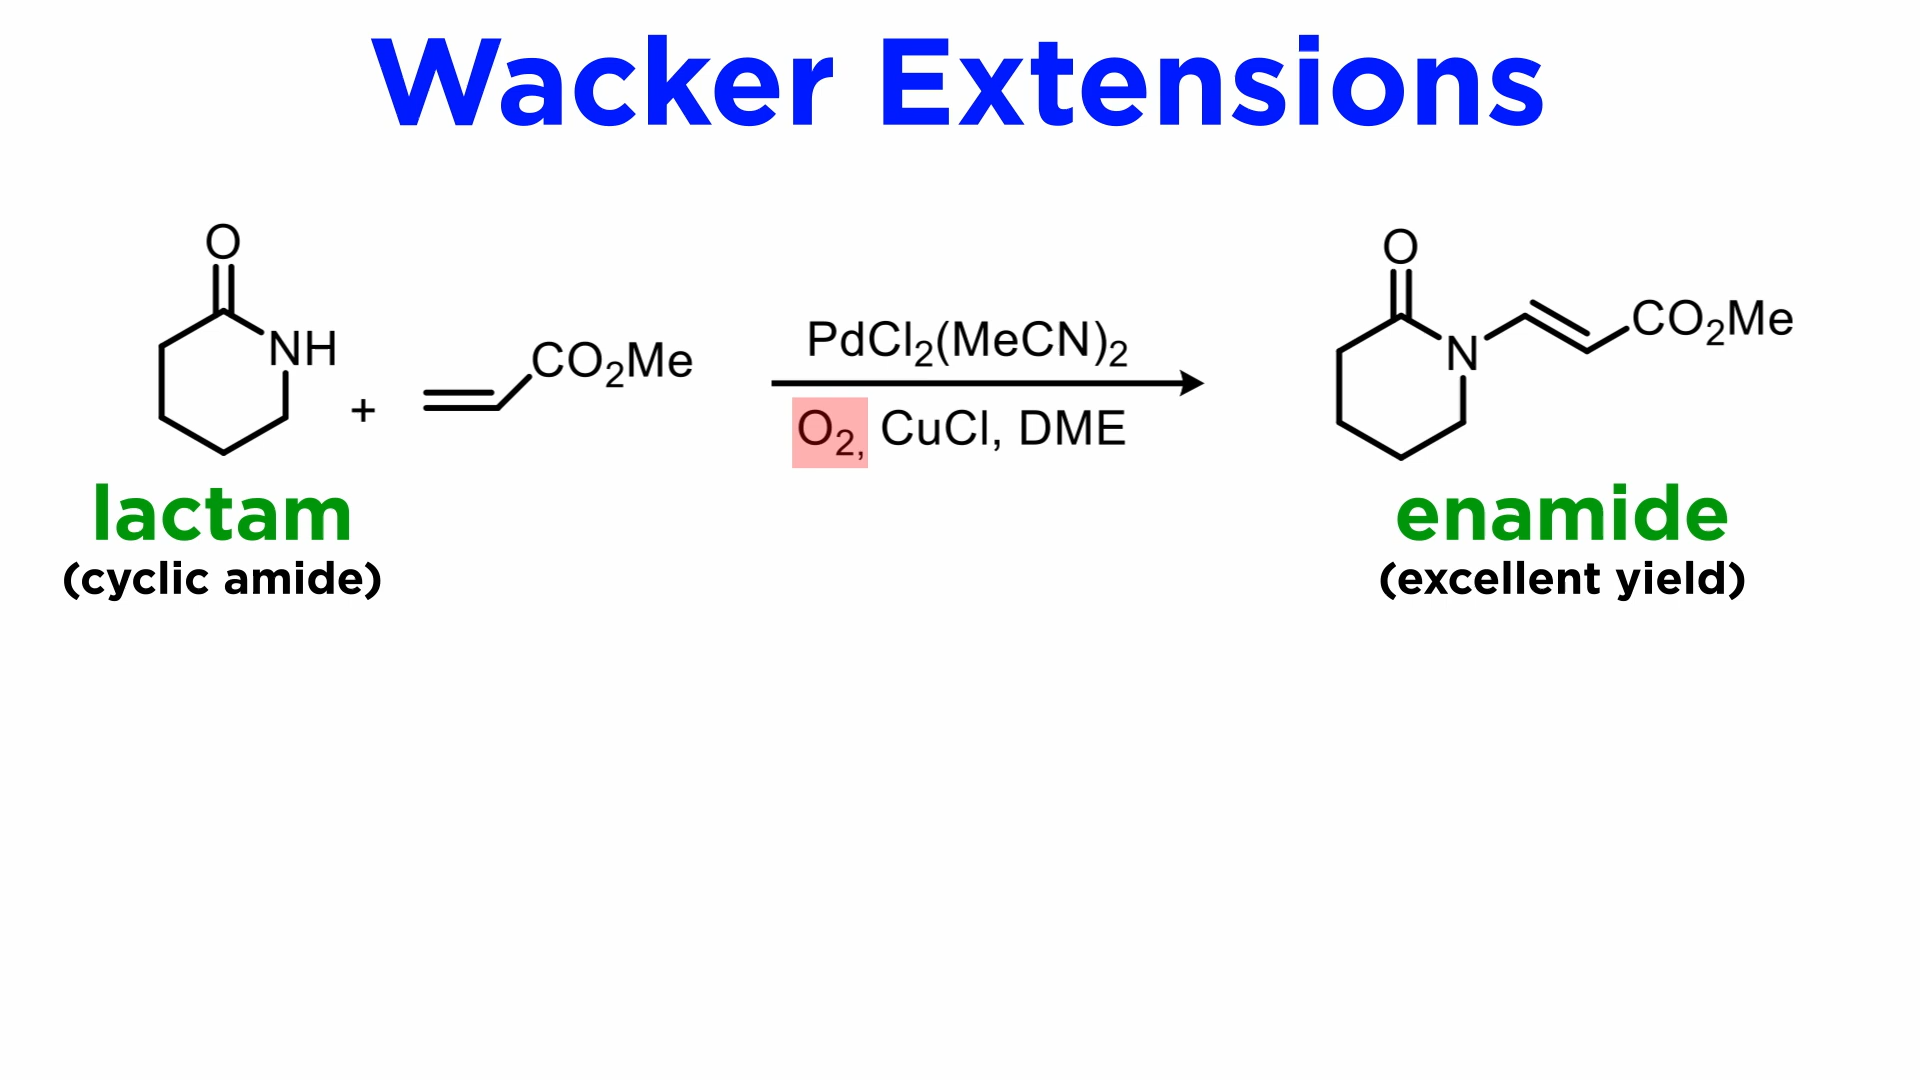 Wacker Extensions
O
NH
+
CO₂Me
PdCl₂(MeCN)₂
O₂, CuCl, DME
O
N
CO₂Me
lactam
(cyclic amide)
enamide
(excellent yield)